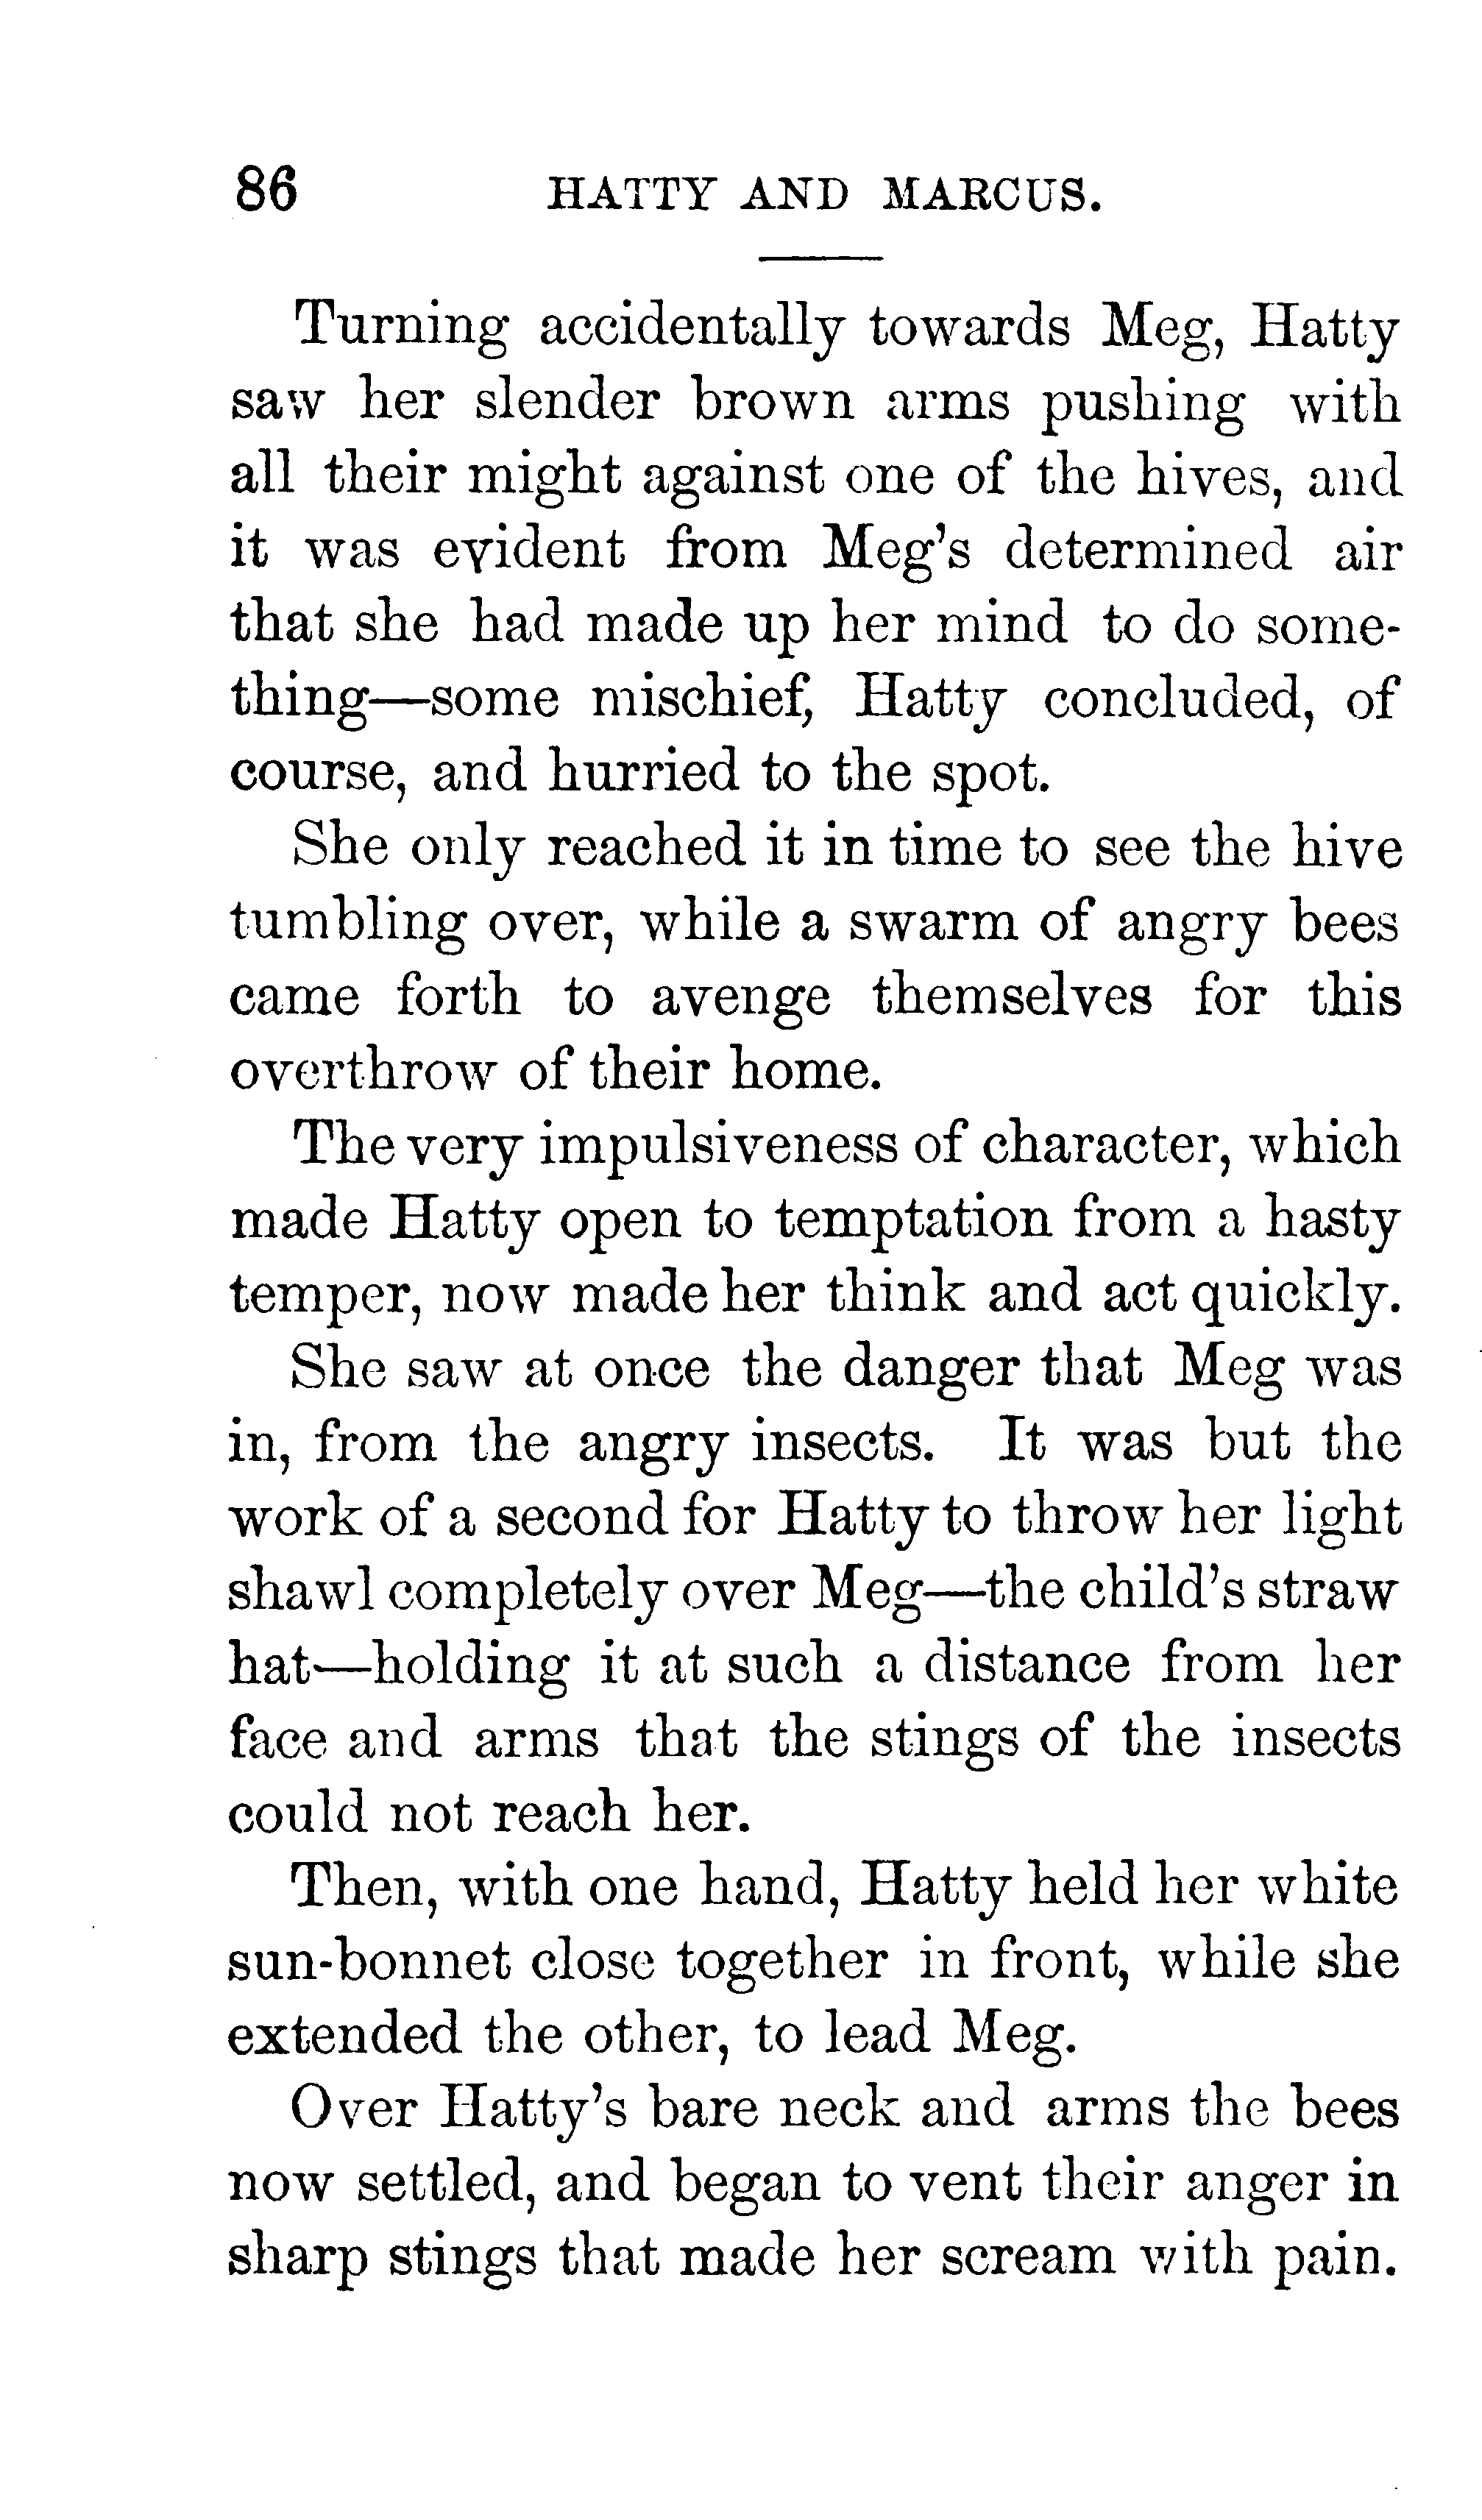 86 HATTY AND MARCUS.
Turning accidentally towards Meg, Hatty
saw her slender brown arms pushing with
all their might against one of the hives, and
it was evident from Meg's determined air
that she had made up her mind to do some-
thing—some mischief, Hatty concluded, of
course, and hurried to the spot.
She only reached it in time to see the hive
tumbling over, while a swarm of angry bees
came forth to avenge themselves for this
overthrow of their home.
The very impulsiveness of character, which
made Hatty open to temptation from a hasty
temper, now made her think and act quickly.
She saw at once the danger that Meg was
in, from the angry insects. It was but the
work of a second for Hatty to throw her light
shawl completely over Meg—the child's straw
hat—holding it at such a distance from her
face and arms that the stings of the insects
could not reach her.
Then, with one hand, Hatty held her white
sun-bonnet close together in front, while she
extended the other, to lead Meg.
Over Hatty's bare neck and arms the bees
now settled, and began to vent their anger in
sharp stings that made her scream with pain.